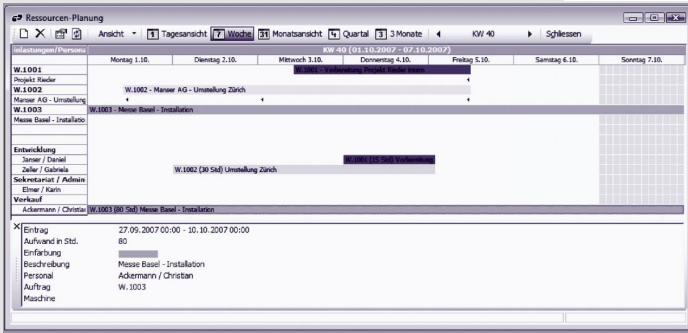 Ressourcen-Planung
Ansicht 1 Tagesansicht 7 Woche 31 Monatsansicht 4 Quartal 3 3 Monate KW 40 Schliessen
inlastungen/Persona KW 40 (01.10.2007 - 07.10.2007)
Montag 1.10. Dienstag 2.10. Mittwoch 3.10. Donnerstag 4.10. Freitag 5.10. Samstag 6.10. Sonntag 7.10.
W.1001 W.1001 - Vorbereitung Projekt Rieder
Projekt Rieder
W.1002 W.1002 - Manser AG - Umstellung Zürich
Manser AG - Umstellung
W.1003 W.1003 - Messe Basel - Installation
Messe Basel - Installatio
Entwicklung
Janser / Daniel W.1001 (15 Std) Vorbereitung
Zeller / Gabriela W.1002 (30 Std) Umstellung Zürich
Sekretariat / Admin
Elmer / Karin
Verkauf
Ackermann / Christian W.1003 (80 Std) Messe Basel - Installation
Eintrag 27.09.2007 00:00 - 10.10.2007 00:00
Aufwand in Std. 80
Einfärbung
Beschreibung Messe Basel - Installation
Personal Ackermann / Christian
Auftrag W.1003
Maschine